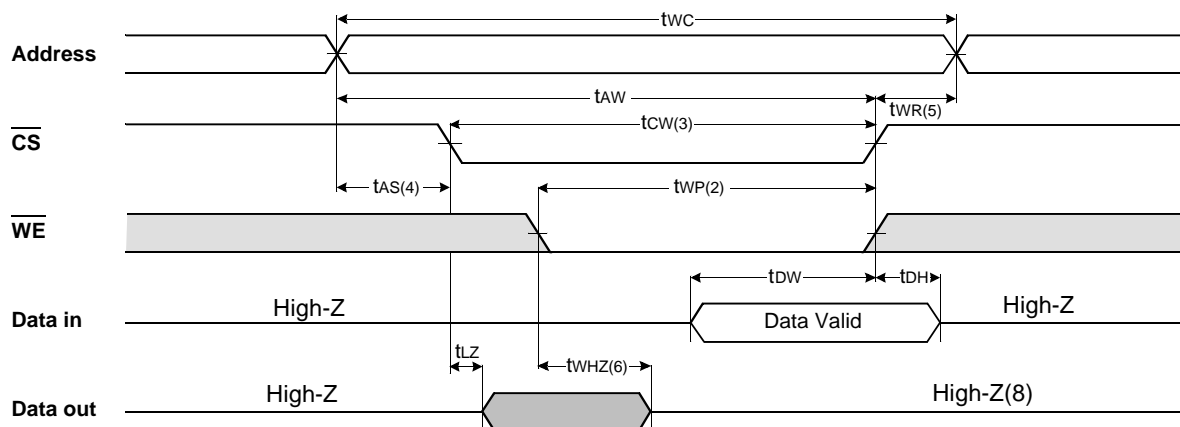 tWC
Address
tAW
tWR(5)
tCW(3)
CS
tAS(4)
tWP(2)
WE
tDW
tDH
High-Z
High-Z
Data in
Data Valid
tLZ
tWHZ(6)
High-Z
High-Z(8)
Data out